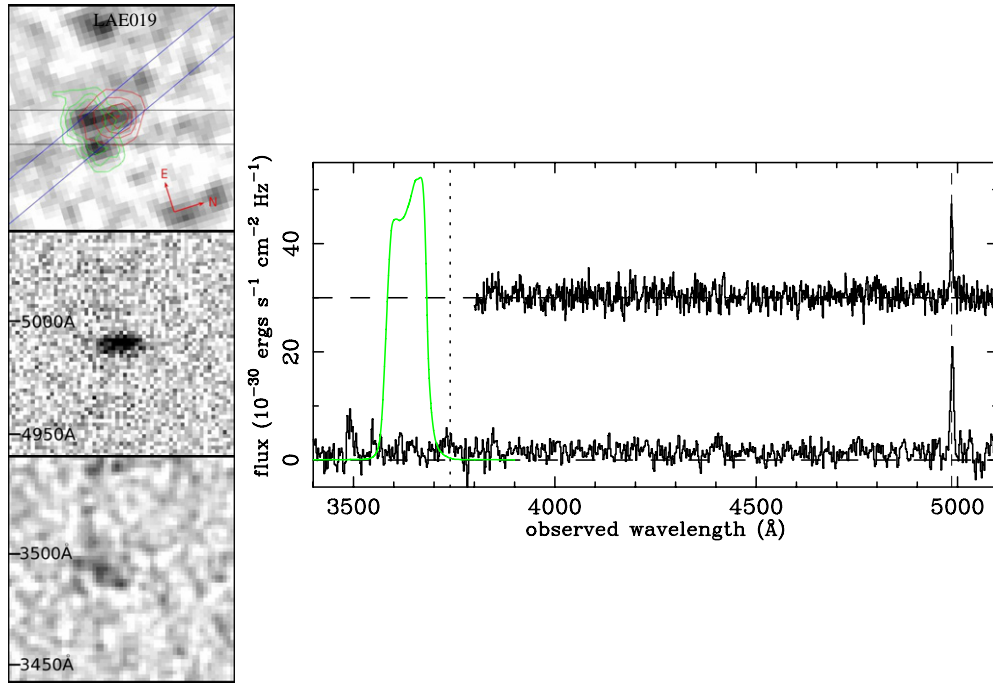 LAE019
E
N
5000Å
4950Å
3500Å
3450Å
flux (10⁻³⁰ ergs s⁻¹ cm⁻² Hz⁻¹)
40
20
0
3500 4000 4500 5000
observed wavelength (Å)